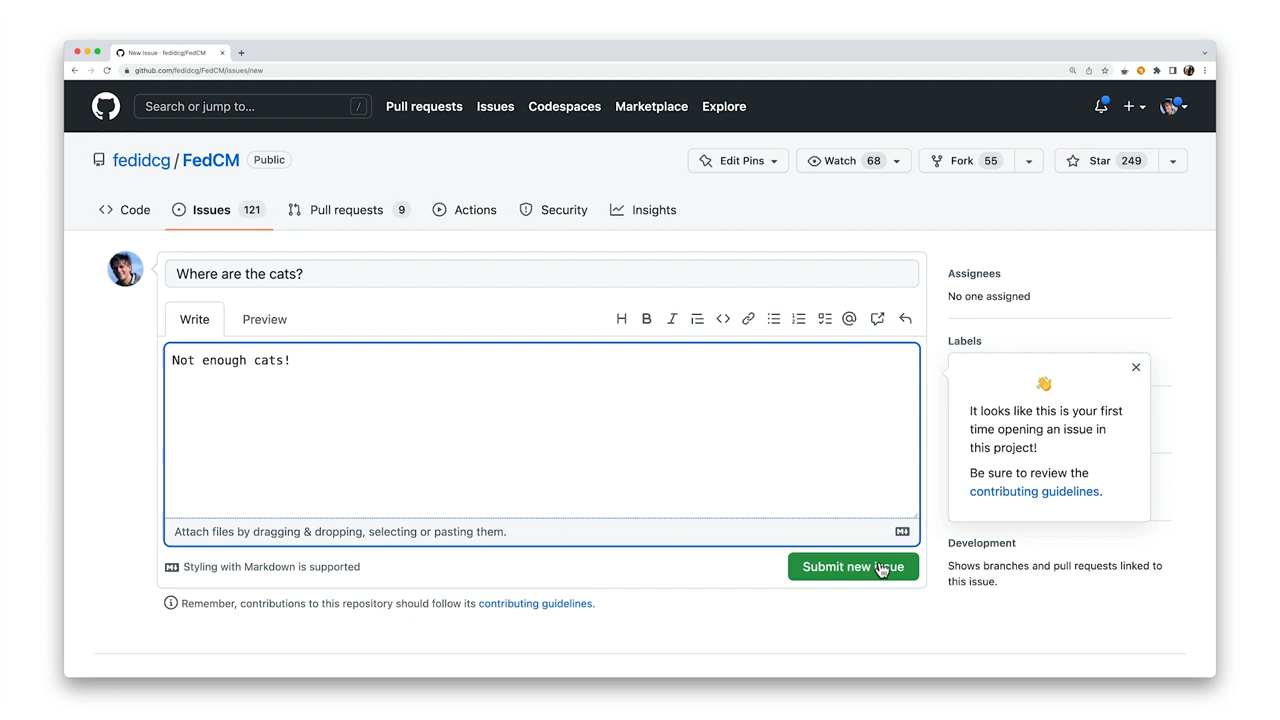 New Issue · fedidcg/FedCM
github.com/fedidcg/FedCM/issues/new
Search or jump to... /
Pull requests Issues Codespaces Marketplace Explore
fedidcg / FedCM Public
Edit Pins Watch 68 Fork 55 Star 249
Code Issues 121 Pull requests 9 Actions Security Insights
Where are the cats?
Write Preview
Not enough cats!
Attach files by dragging & dropping, selecting or pasting them.
Styling with Markdown is supported
Submit new issue
Remember, contributions to this repository should follow its contributing guidelines.
Assignees
No one assigned
Labels
👋
It looks like this is your first
time opening an issue in
this project!
Be sure to review the
contributing guidelines.
Development
Shows branches and pull requests linked to
this issue.